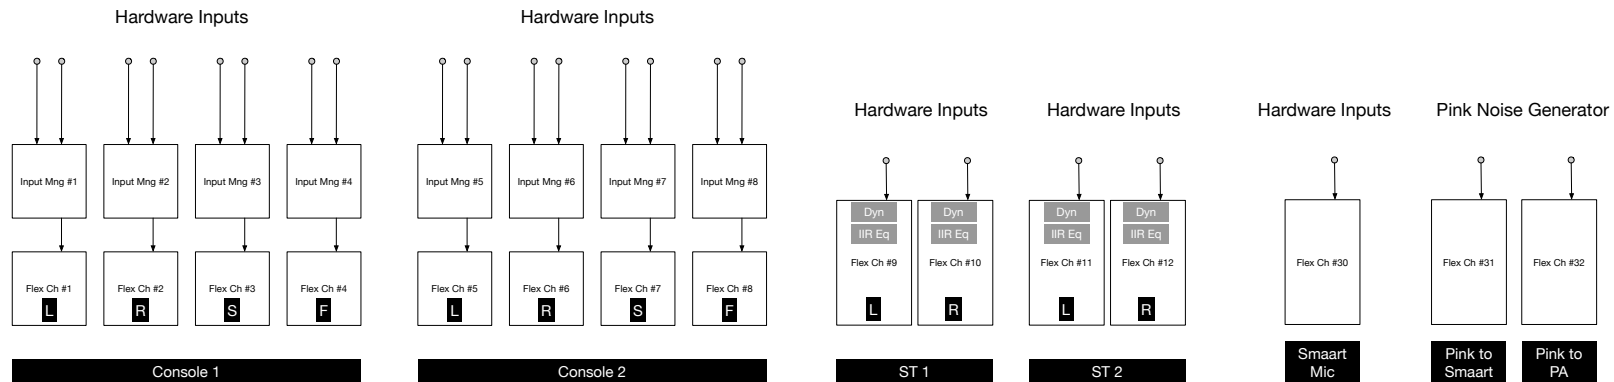 Hardware Inputs
Hardware Inputs
Hardware Inputs
Hardware Inputs
Hardware Inputs
Pink Noise Generator
Input Mng #1
Input Mng #2
Input Mng #3
Input Mng #4
Input Mng #5
Input Mng #6
Input Mng #7
Input Mng #8
Flex Ch #1
L
Flex Ch #2
R
Flex Ch #3
S
Flex Ch #4
F
Flex Ch #5
L
Flex Ch #6
R
Flex Ch #7
S
Flex Ch #8
F
Dyn
IIR Eq
Flex Ch #9
L
Dyn
IIR Eq
Flex Ch #10
R
Dyn
IIR Eq
Flex Ch #11
L
Dyn
IIR Eq
Flex Ch #12
R
Flex Ch #30
Flex Ch #31
Flex Ch #32
Console 1
Console 2
ST 1
ST 2
Smaart
Mic
Pink to
Smaart
Pink to
PA